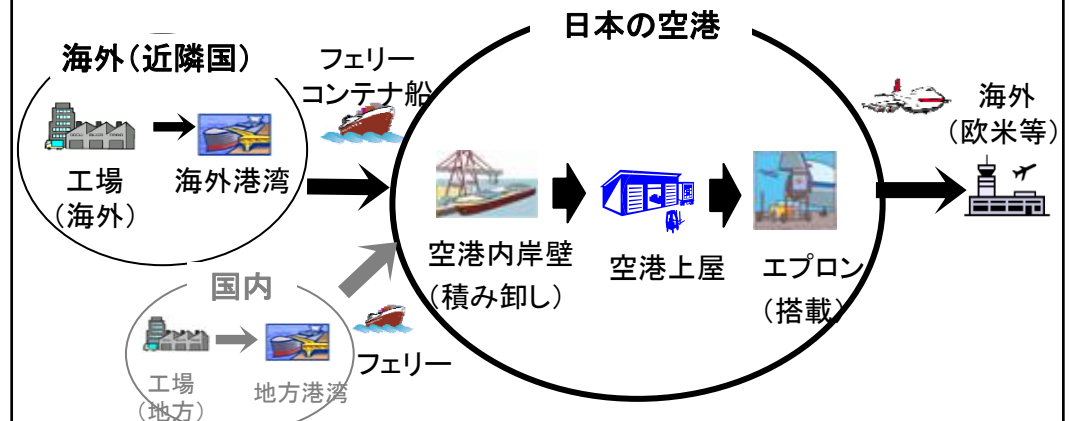 日本の空港
海外（近隣国）
フェリー
コンテナ船
海外
（欧米等）
工場
（海外）
海外港湾
空港内岸壁
（積み卸し）
空港上屋
エプロン
（搭載）
国内
フェリー
工場
（地方）
地方港湾